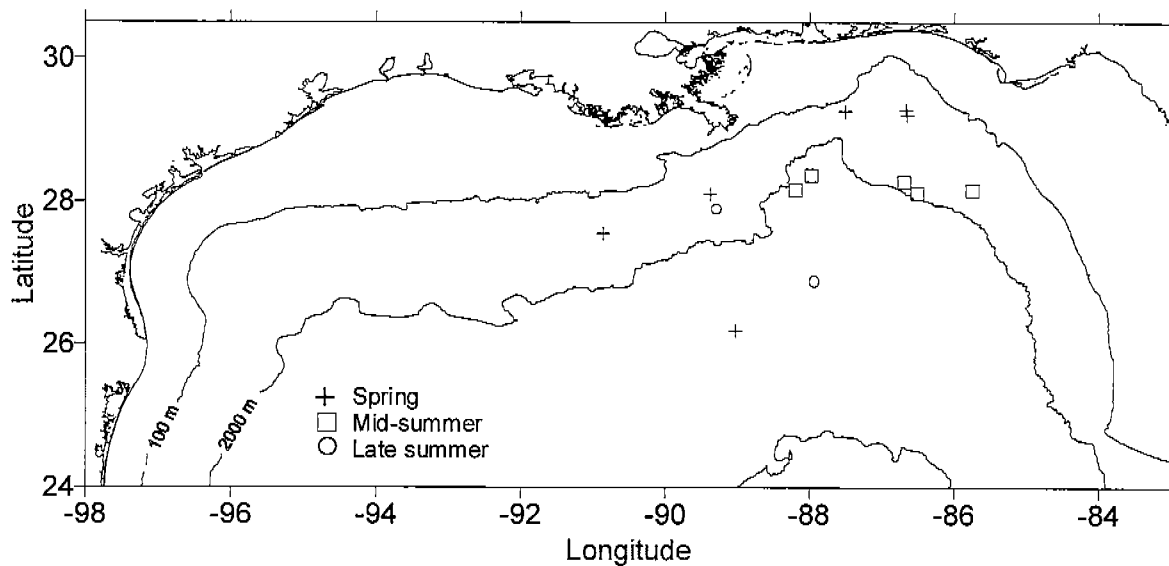 30
28
26
24
Latitude
100 m
2000 m
Spring
Mid-summer
Late summer
-98 -96 -94 -92 -90 -88 -86 -84
Longitude